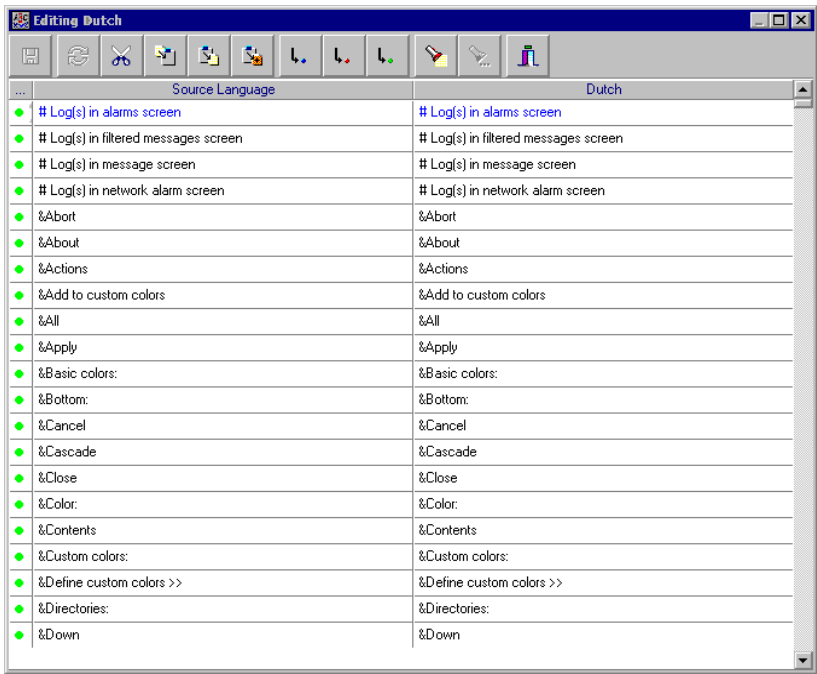 Editing Dutch
... Source Language Dutch
# Log(s) in alarms screen # Log(s) in alarms screen
# Log(s) in filtered messages screen # Log(s) in filtered messages screen
# Log(s) in message screen # Log(s) in message screen
# Log(s) in network alarm screen # Log(s) in network alarm screen
&Abort &Abort
&About &About
&Actions &Actions
&Add to custom colors &Add to custom colors
&All &All
&Apply &Apply
&Basic colors: &Basic colors:
&Bottom: &Bottom:
&Cancel &Cancel
&Cascade &Cascade
&Close &Close
&Color: &Color:
&Contents &Contents
&Custom colors: &Custom colors:
&Define custom colors >> &Define custom colors >>
&Directories: &Directories:
&Down &Down